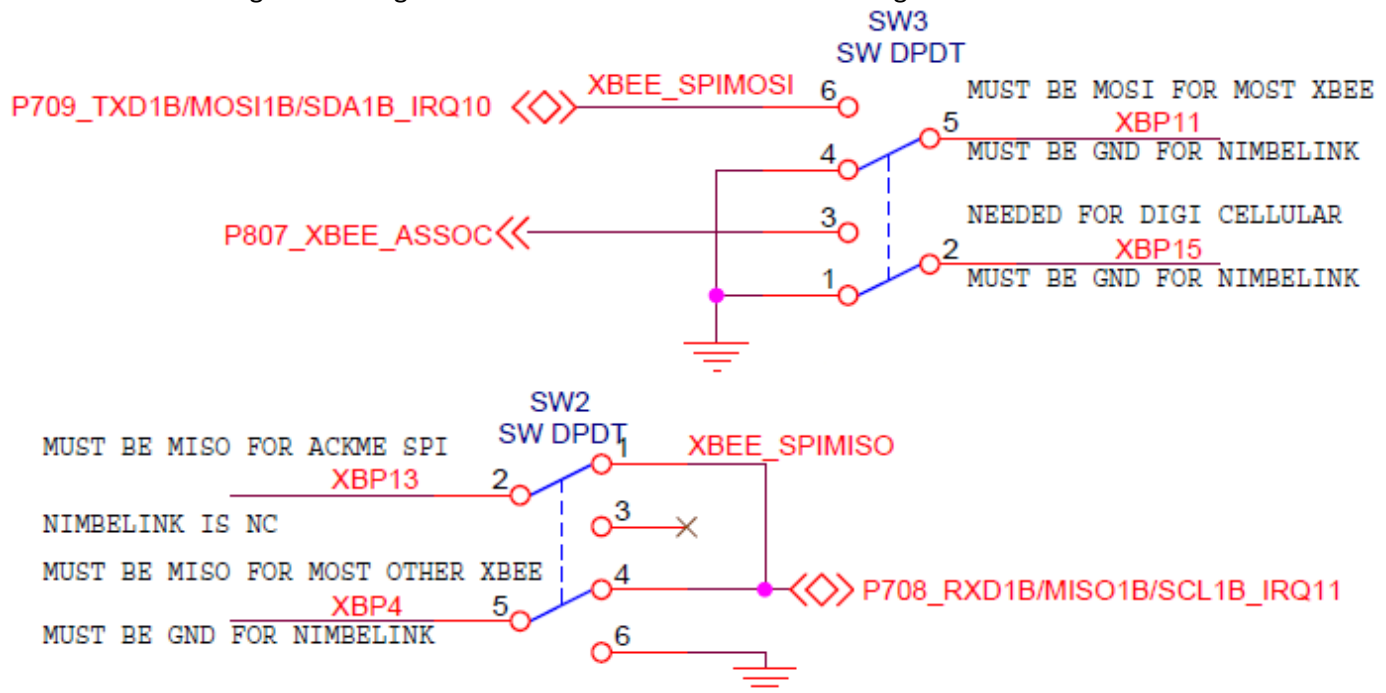 SW3
SW DPDT
P709_TXD1B/MOSI1B/SDA1B_IRQ10
XBEE_SPIMOSI
6
MUST BE MOSI FOR MOST XBEE
5
XBP11
4
MUST BE GND FOR NIMBELINK
P807_XBEE_ASSOC
3
NEEDED FOR DIGI CELLULAR
2
XBP15
1
MUST BE GND FOR NIMBELINK
SW2
SW DPDT
MUST BE MISO FOR ACKME SPI
1
XBEE_SPIMISO
XBP13
2
NIMBELINK IS NC
3
MUST BE MISO FOR MOST OTHER XBEE
4
P708_RXD1B/MISO1B/SCL1B_IRQ11
XBP4
5
MUST BE GND FOR NIMBELINK
6